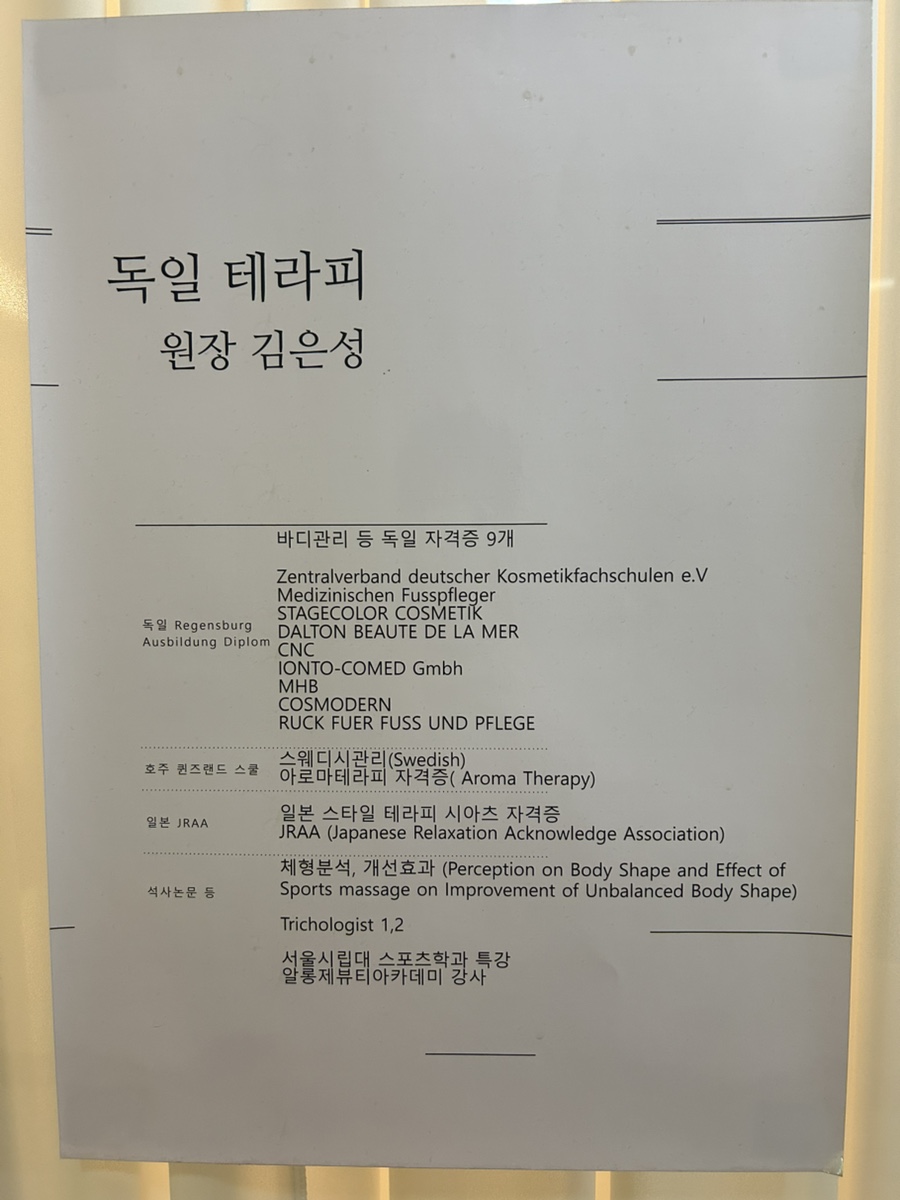 독일 테라피
원장 김은성
바디관리 등 독일 자격증 9개
독일 Regensburg
Ausbildung Diplom
Zentralverband deutscher Kosmetikfachschulen e.V
Medizinischen Fusspfleger
STAGECOLOR COSMETIK
DALTON BEAUTE DE LA MER
CNC
IONTO-COMED Gmbh
MHB
COSMODERN
RUCK FUER FUSS UND PFLEGE
호주 퀸즈랜드 스쿨
스웨디시관리(Swedish)
아로마테라피 자격증( Aroma Therapy)
일본 JRAA
일본 스타일 테라피 시아츠 자격증
JRAA (Japanese Relaxation Acknowledge Association)
석사논문 등
체형분석, 개선효과 (Perception on Body Shape and Effect of
Sports massage on Improvement of Unbalanced Body Shape)
Trichologist 1,2
서울시립대 스포츠학과 특강
알롱제뷰티아카데미 강사